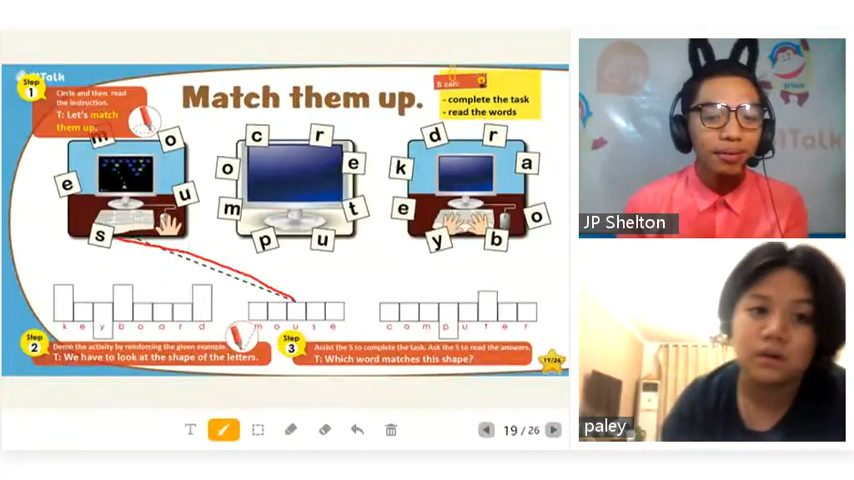 51Talk
Step 1
Circle and then read
the instruction.
T: Let's match
them up.
Match them up.
S can:
- complete the task
- read the words
m o e u s
c r o e m t p u
d r k a e o y b
k e y b o a r d
m o u s e
c o m p u t e r
Step 2
Demo the activity by reinforcing the given example.
T: We have to look at the shape of the letters.
Step 3
Assist the S to complete the task. Ask the S to read the answers.
T: Which word matches this shape?
19/26
T
19 / 26
JP Shelton
paley